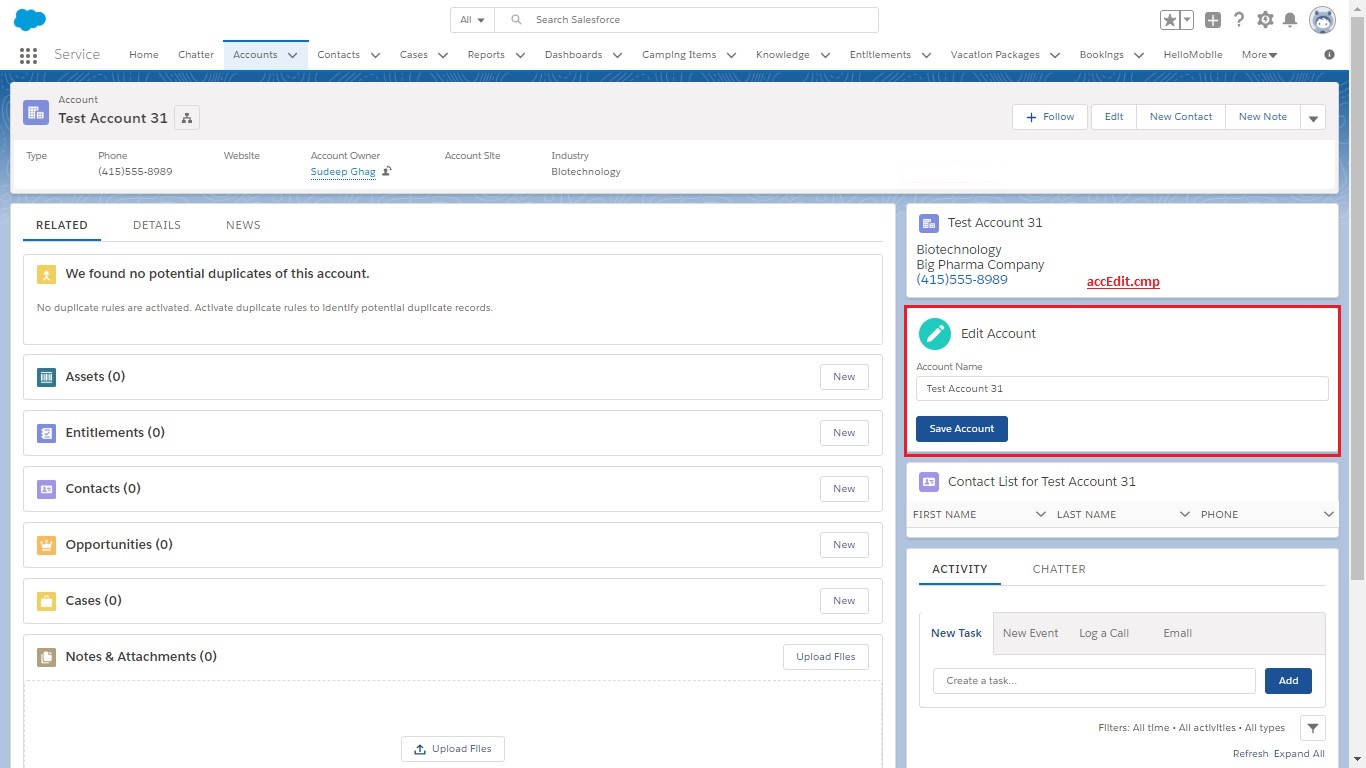 All
Search Salesforce
Service
Home Chatter Accounts Contacts Cases Reports Dashboards Camping Items Knowledge Entitlements Vacation Packages Bookings HelloMobile More
Account
Test Account 31
Follow Edit New Contact New Note
Type Phone Website Account Owner Account Site Industry
(415)555-8989 Sudeep Ghag Biotechnology
RELATED DETAILS NEWS
We found no potential duplicates of this account.
No duplicate rules are activated. Activate duplicate rules to identify potential duplicate records.
Assets (0) New
Entitlements (0) New
Contacts (0) New
Opportunities (0) New
Cases (0) New
Notes & Attachments (0) Upload Files
Upload Files
Test Account 31
Biotechnology
Big Pharma Company
(415)555-8989
accEdit.cmp
Edit Account
Account Name
Test Account 31
Save Account
Contact List for Test Account 31
FIRST NAME LAST NAME PHONE
ACTIVITY CHATTER
New Task New Event Log a Call Email
Create a task... Add
Filters: All time • All activities • All types
Refresh Expand All